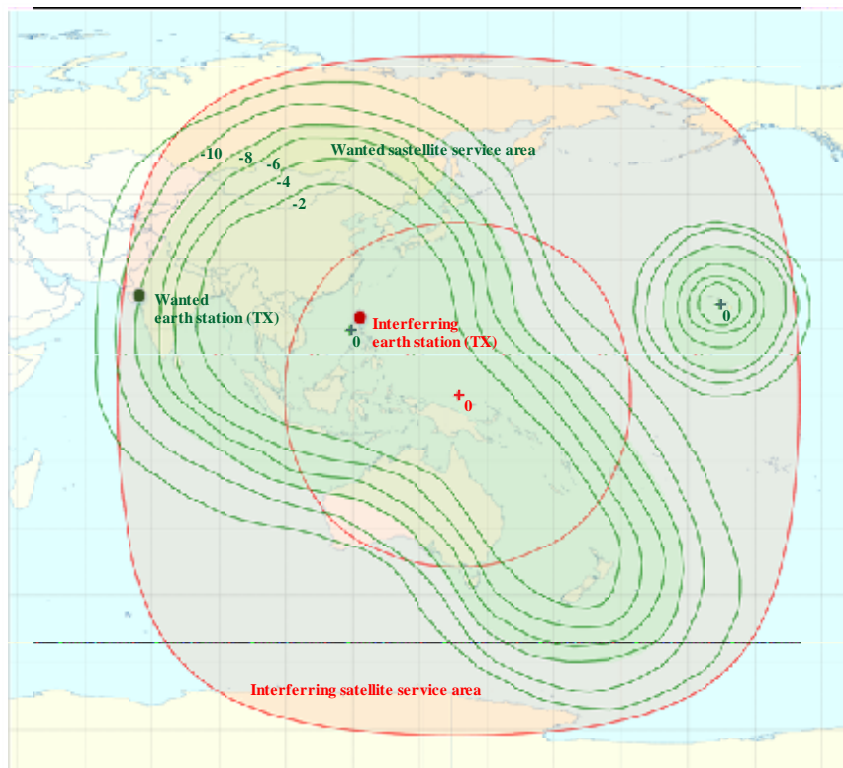 Wanted sastellite service area
-10
-8
-6
-4
-2
Wanted
earth station (TX)
Interferring
earth station (TX)
0
0
0
Interferring satellite service area